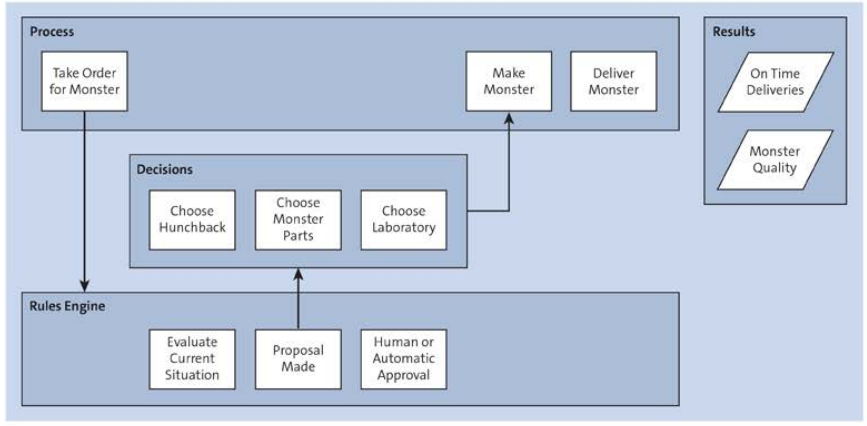 Process
Take Order
for Monster
Make
Monster
Deliver
Monster
Results
On Time
Deliveries
Monster
Quality
Decisions
Choose
Hunchback
Choose
Monster
Parts
Choose
Laboratory
Rules Engine
Evaluate
Current
Situation
Proposal
Made
Human or
Automatic
Approval